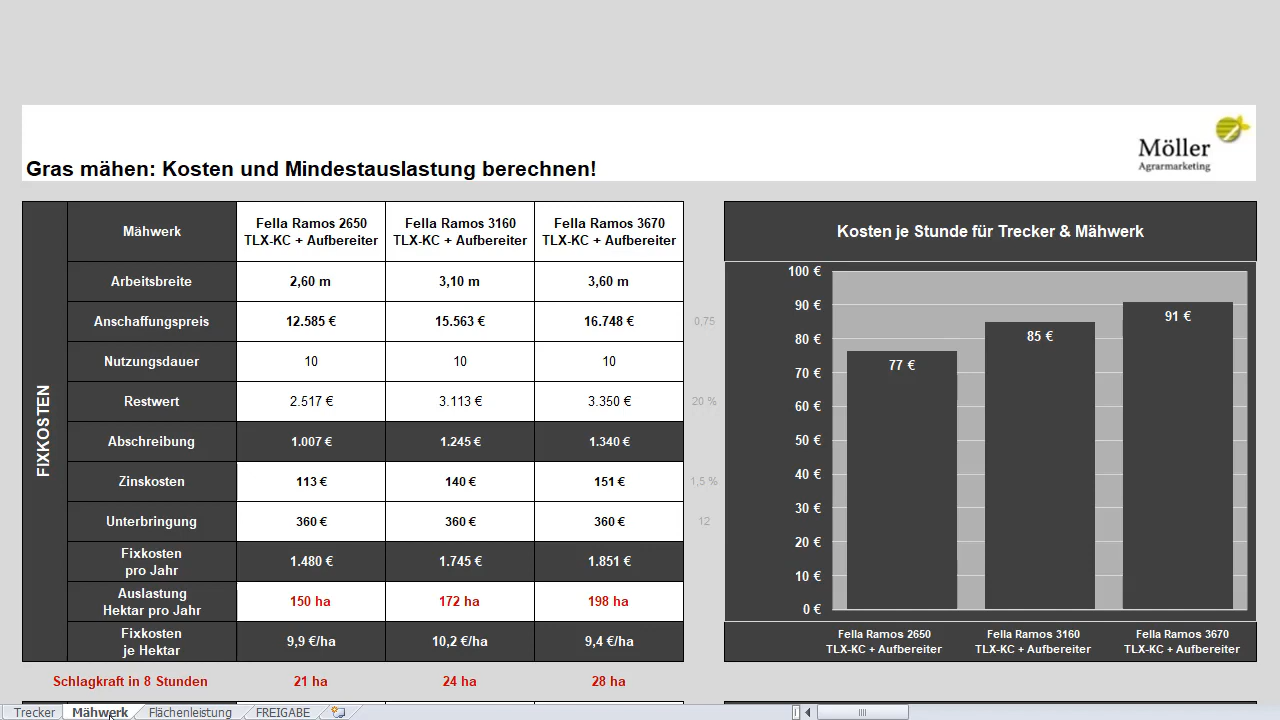 Möller
Agrarmarketing
Gras mähen: Kosten und Mindestauslastung berechnen!
FIXKOSTEN
Mähwerk
Fella Ramos 2650
TLX-KC + Aufbereiter
Fella Ramos 3160
TLX-KC + Aufbereiter
Fella Ramos 3670
TLX-KC + Aufbereiter
Arbeitsbreite 2,60 m 3,10 m 3,60 m
Anschaffungspreis 12.585 € 15.563 € 16.748 € 0,75
Nutzungsdauer 10 10 10
Restwert 2.517 € 3.113 € 3.350 € 20 %
Abschreibung 1.007 € 1.245 € 1.340 €
Zinskosten 113 € 140 € 151 € 1,5 %
Unterbringung 360 € 360 € 360 € 12
Fixkosten
pro Jahr
1.480 € 1.745 € 1.851 €
Auslastung
Hektar pro Jahr
150 ha 172 ha 198 ha
Fixkosten
je Hektar
9,9 €/ha 10,2 €/ha 9,4 €/ha
Schlagkraft in 8 Stunden 21 ha 24 ha 28 ha
Kosten je Stunde für Trecker & Mähwerk
100 €
90 €
80 €
70 €
60 €
50 €
40 €
30 €
20 €
10 €
0 €
77 €
85 €
91 €
Fella Ramos 2650
TLX-KC + Aufbereiter
Fella Ramos 3160
TLX-KC + Aufbereiter
Fella Ramos 3670
TLX-KC + Aufbereiter
Trecker Mähwerk Flächenleistung FREIGABE